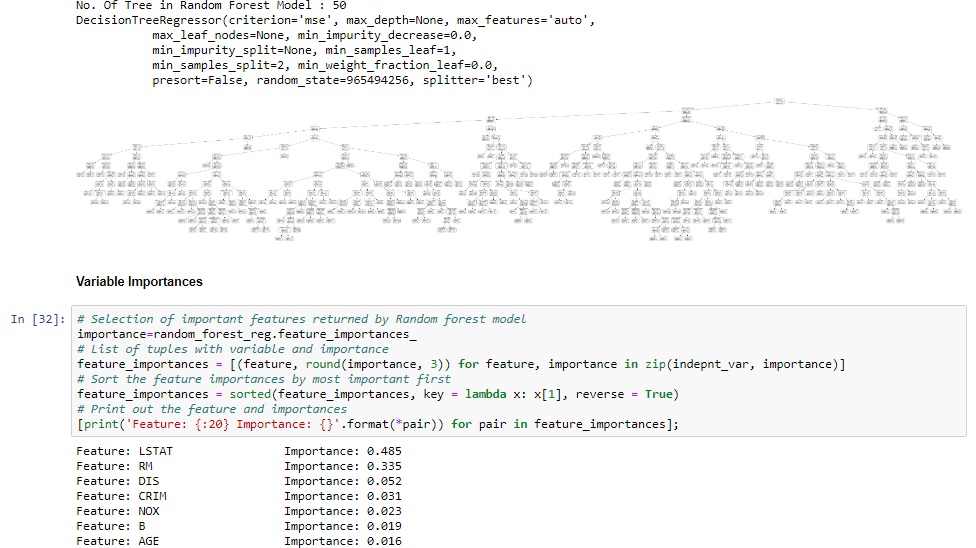 No. Of Tree in Random Forest Model : 50
DecisionTreeRegressor(criterion='mse', max_depth=None, max_features='auto',
max_leaf_nodes=None, min_impurity_decrease=0.0,
min_impurity_split=None, min_samples_leaf=1,
min_samples_split=2, min_weight_fraction_leaf=0.0,
presort=False, random_state=965494256, splitter='best')
Variable Importances
In [32]:
# Selection of important features returned by Random forest model
importance=random_forest_reg.feature_importances_
# List of tuples with variable and importance
feature_importances = [(feature, round(importance, 3)) for feature, importance in zip(indepnt_var, importance)]
# Sort the feature importances by most important first
feature_importances = sorted(feature_importances, key = lambda x: x[1], reverse = True)
# Print out the feature and importances
[print('Feature: {:20} Importance: {}'.format(*pair)) for pair in feature_importances];
Feature: LSTAT Importance: 0.485
Feature: RM Importance: 0.335
Feature: DIS Importance: 0.052
Feature: CRIM Importance: 0.031
Feature: NOX Importance: 0.023
Feature: B Importance: 0.019
Feature: AGE Importance: 0.016